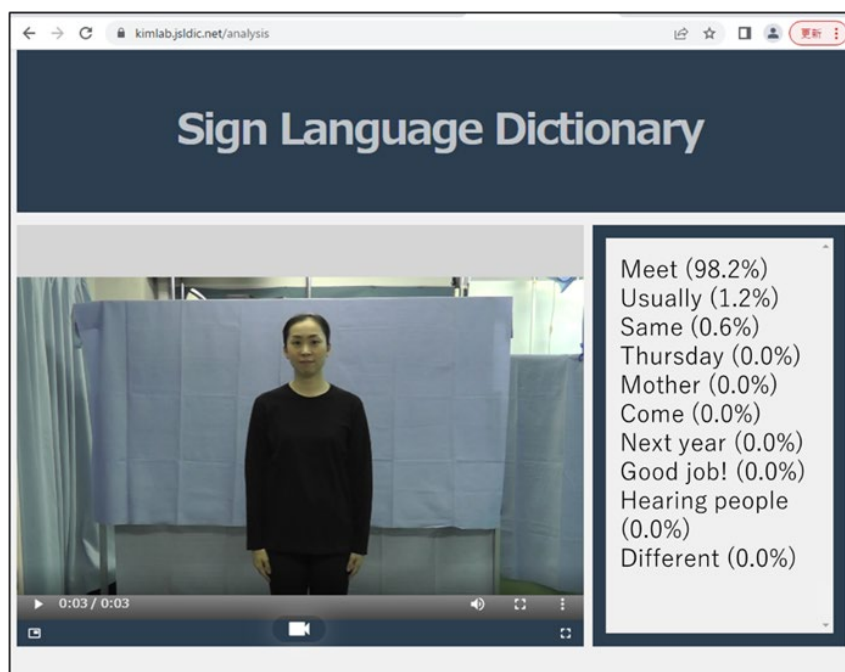 kimlab.jsldic.net/analysis
更新
Sign Language Dictionary
Meet (98.2%)
Usually (1.2%)
Same (0.6%)
Thursday (0.0%)
Mother (0.0%)
Come (0.0%)
Next year (0.0%)
Good job! (0.0%)
Hearing people
(0.0%)
Different (0.0%)
0:03 / 0:03